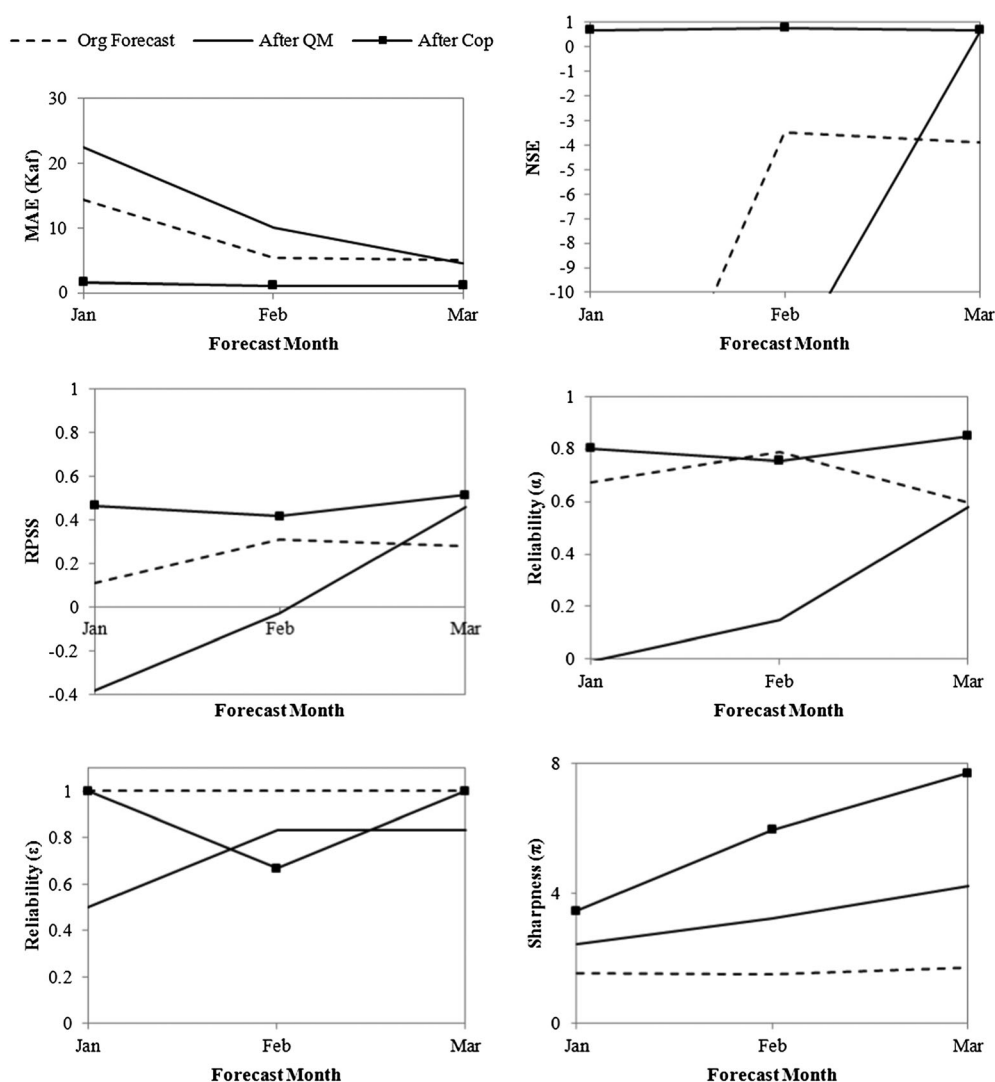 Org Forecast After QM After Cop
MAE (Kaf)
30
20
10
0
Jan Feb Mar
Forecast Month
NSE
1
0
-1
-2
-3
-4
-5
-6
-7
-8
-9
-10
Jan Feb Mar
Forecast Month
RPSS
1
0.8
0.6
0.4
0.2
0
-0.2
-0.4
Jan Feb Mar
Forecast Month
Reliability (α)
1
0.8
0.6
0.4
0.2
0
Jan Feb Mar
Forecast Month
Reliability (ε)
1
0.8
0.6
0.4
0.2
0
Jan Feb Mar
Forecast Month
Sharpness (π)
8
4
0
Jan Feb Mar
Forecast Month